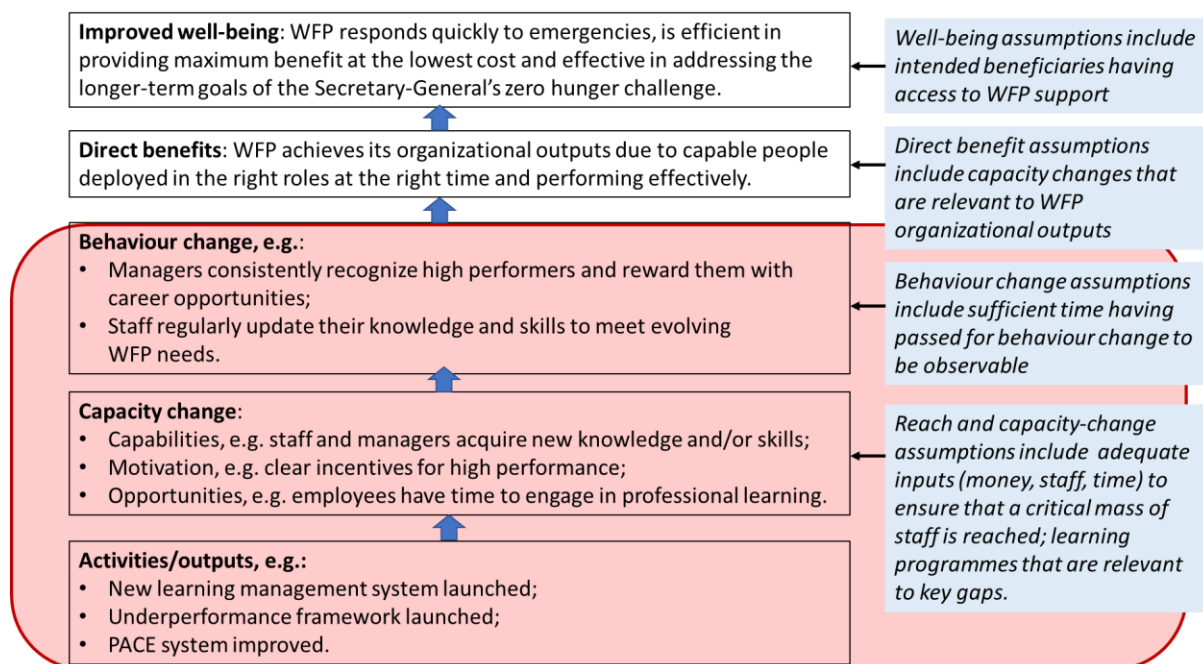 Improved well-being: WFP responds quickly to emergencies, is efficient in
providing maximum benefit at the lowest cost and effective in addressing the
longer-term goals of the Secretary-General's zero hunger challenge.
Well-being assumptions include
intended beneficiaries having
access to WFP support
Direct benefits: WFP achieves its organizational outputs due to capable people
deployed in the right roles at the right time and performing effectively.
Direct benefit assumptions
include capacity changes that
are relevant to WFP
organizational outputs
Behaviour change, e.g.:
• Managers consistently recognize high performers and reward them with
career opportunities;
• Staff regularly update their knowledge and skills to meet evolving
WFP needs.
Behaviour change assumptions
include sufficient time having
passed for behaviour change to
be observable
Capacity change:
• Capabilities, e.g. staff and managers acquire new knowledge and/or skills;
• Motivation, e.g. clear incentives for high performance;
• Opportunities, e.g. employees have time to engage in professional learning.
Reach and capacity-change
assumptions include adequate
inputs (money, staff, time) to
ensure that a critical mass of
staff is reached; learning
programmes that are relevant
to key gaps.
Activities/outputs, e.g.:
• New learning management system launched;
• Underperformance framework launched;
• PACE system improved.